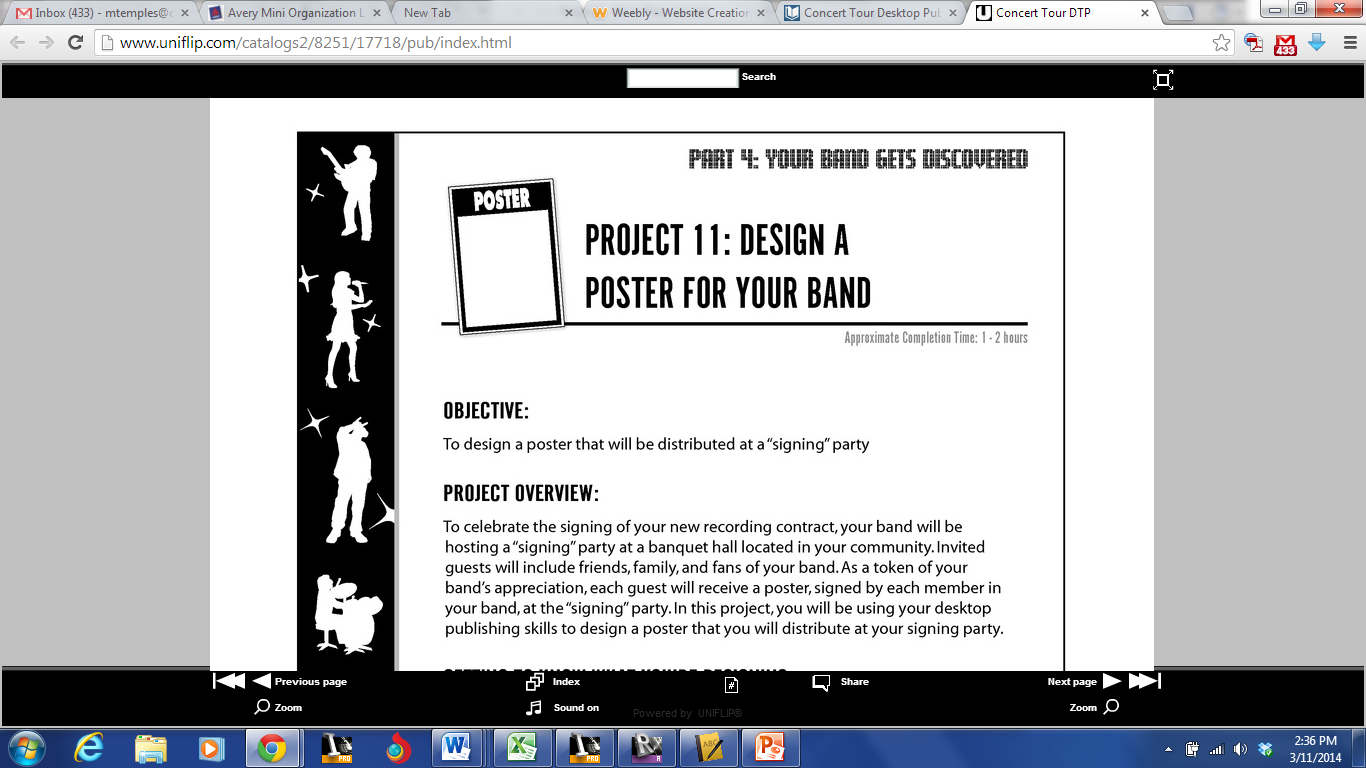 Inbox (433) - mtemples@
Avery Mini Organization L
New Tab
Weebly - Website Creation
Concert Tour Desktop Pub
Concert Tour DTP
www.uniflip.com/catalogs2/8251/17718/pub/index.html
433
Search
PART 4: YOUR BAND GETS DISCOVERED
POSTER
PROJECT 11: DESIGN A
POSTER FOR YOUR BAND
Approximate Completion Time: 1 - 2 hours
OBJECTIVE:
To design a poster that will be distributed at a “signing” party
PROJECT OVERVIEW:
To celebrate the signing of your new recording contract, your band will be
hosting a “signing” party at a banquet hall located in your community. Invited
guests will include friends, family, and fans of your band. As a token of your
band’s appreciation, each guest will receive a poster, signed by each member in
your band, at the “signing” party. In this project, you will be using your desktop
publishing skills to design a poster that you will distribute at your signing party.
Previous page
Index
#
Share
Next page
Zoom
Sound on
Powered by UNIFLIP®
Zoom
2:36 PM
3/11/2014